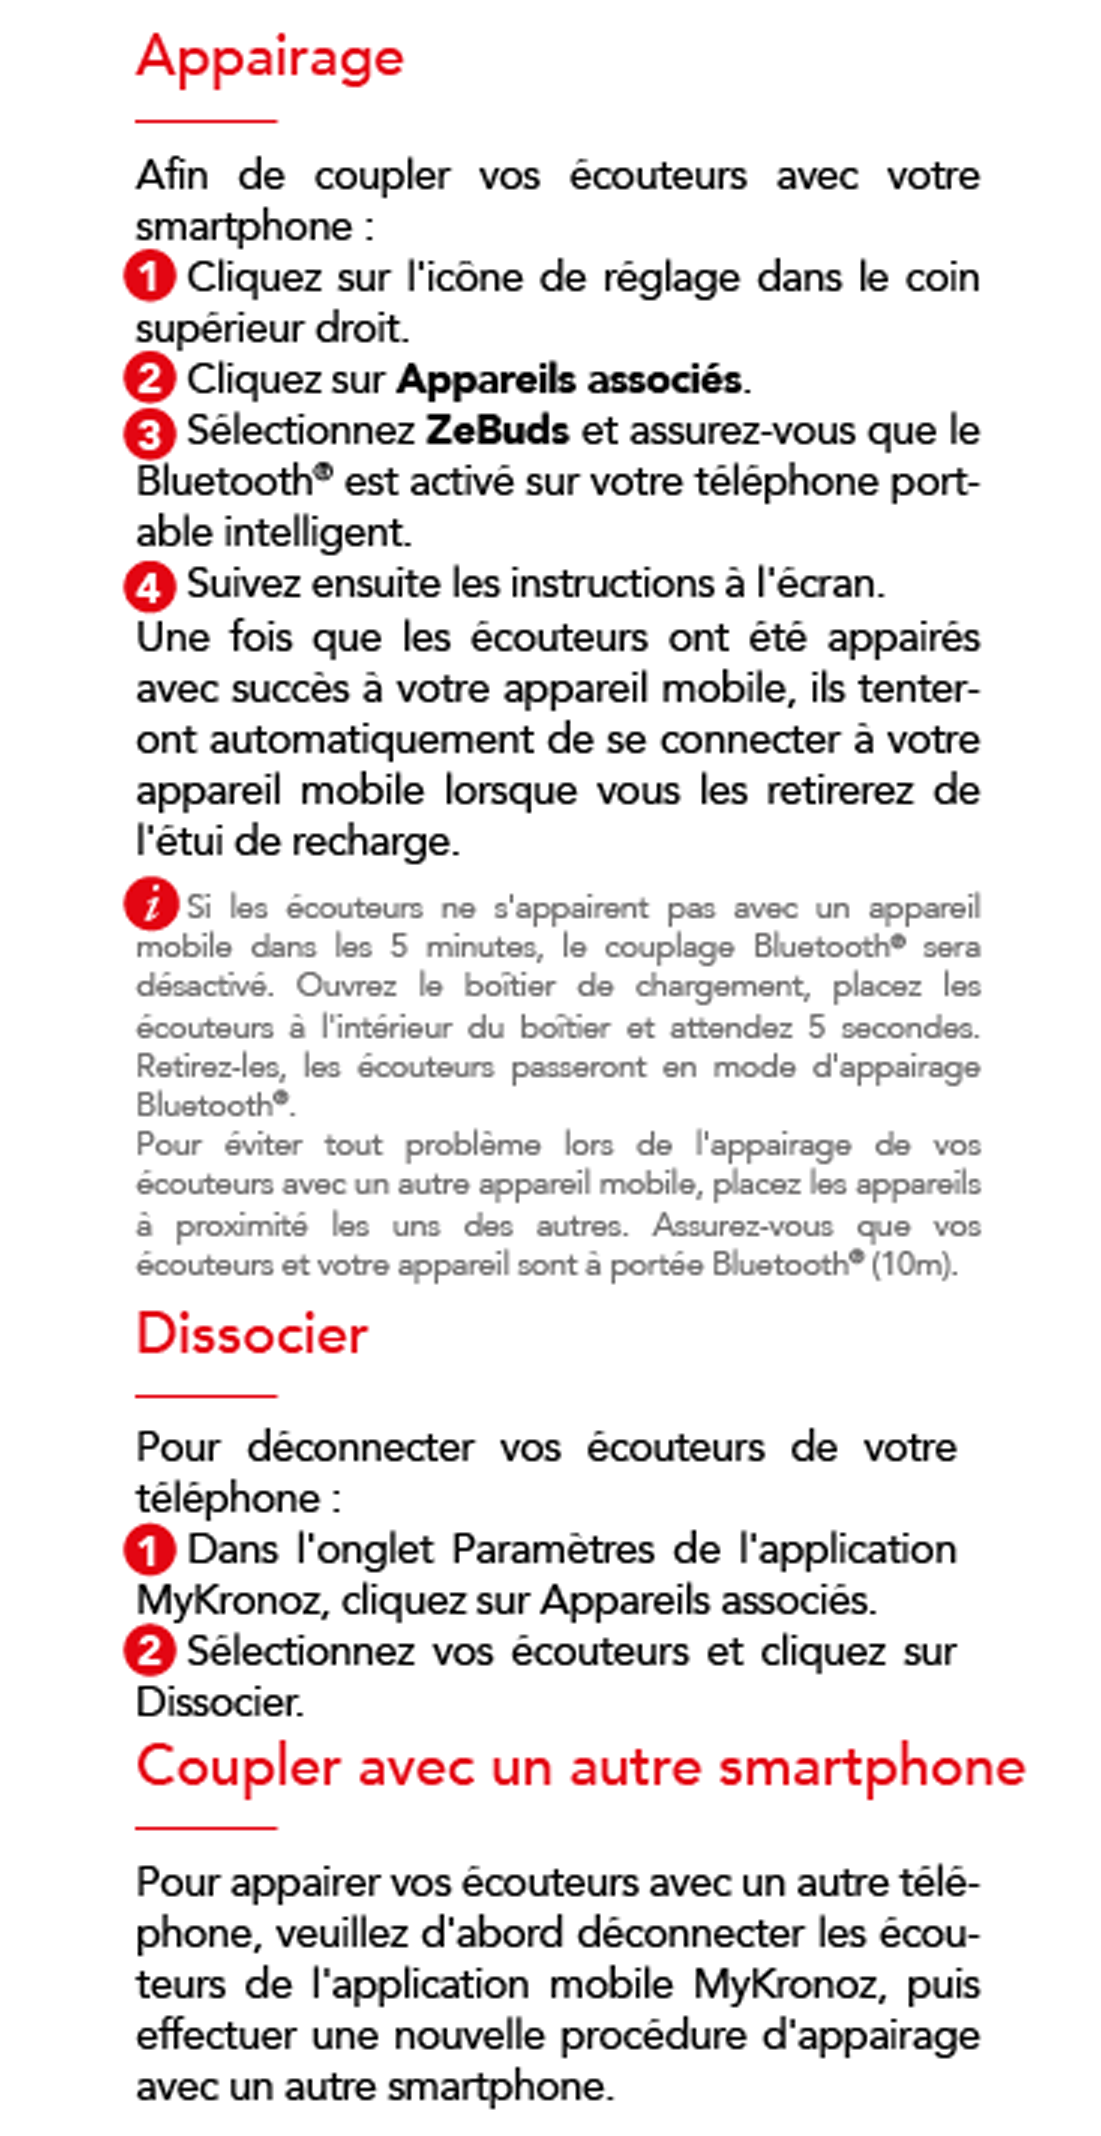 Appairage
Afin de coupler vos écouteurs avec votre
smartphone :
1 Cliquez sur l'icône de réglage dans le coin
supérieur droit.
2 Cliquez sur Appareils associés.
3 Sélectionnez ZeBuds et assurez-vous que le
Bluetooth® est activé sur votre téléphone port-
able intelligent.
4 Suivez ensuite les instructions à l'écran.
Une fois que les écouteurs ont été appairés
avec succès à votre appareil mobile, ils tenter-
ont automatiquement de se connecter à votre
appareil mobile lorsque vous les retirerez de
l'étui de recharge.
i Si les écouteurs ne s'appairent pas avec un appareil
mobile dans les 5 minutes, le couplage Bluetooth® sera
désactivé. Ouvrez le boîtier de chargement, placez les
écouteurs à l'intérieur du boîtier et attendez 5 secondes.
Retirez-les, les écouteurs passeront en mode d'appairage
Bluetooth®.
Pour éviter tout problème lors de l'appairage de vos
écouteurs avec un autre appareil mobile, placez les appareils
à proximité les uns des autres. Assurez-vous que vos
écouteurs et votre appareil sont à portée Bluetooth® (10m).
Dissocier
Pour déconnecter vos écouteurs de votre
téléphone :
1 Dans l'onglet Paramètres de l'application
MyKronoz, cliquez sur Appareils associés.
2 Sélectionnez vos écouteurs et cliquez sur
Dissocier.
Coupler avec un autre smartphone
Pour appairer vos écouteurs avec un autre télé-
phone, veuillez d'abord déconnecter les écou-
teurs de l'application mobile MyKronoz, puis
effectuer une nouvelle procédure d'appairage
avec un autre smartphone.